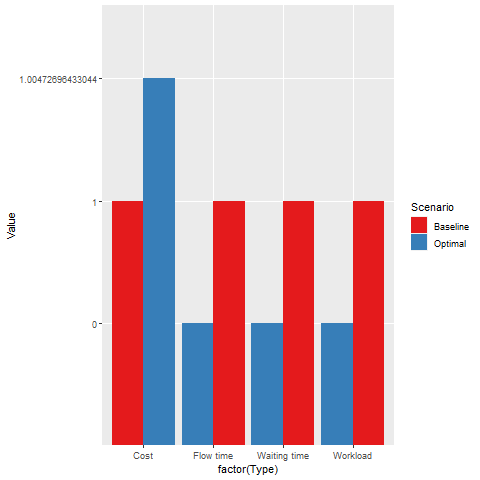 1.00472696433044
1
0
Value
Cost Flow time Waiting time Workload
factor(Type)
Scenario
Baseline
Optimal